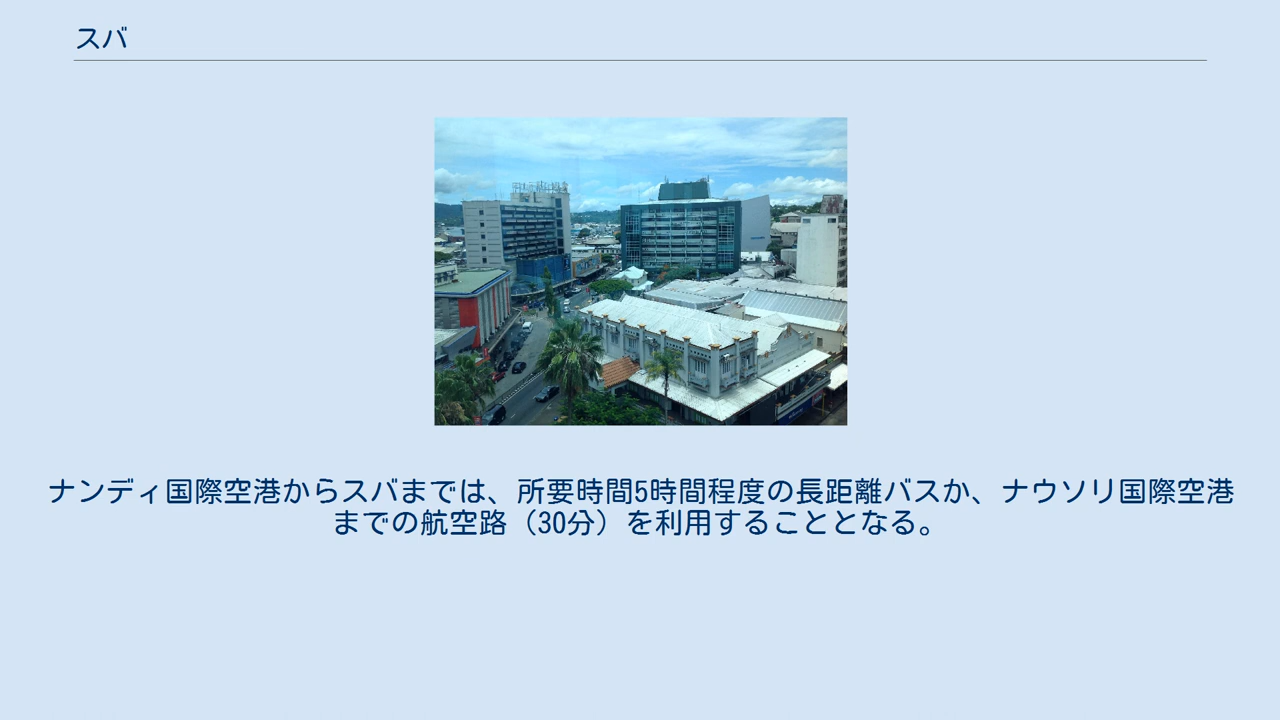 スバ
ナンディ国際空港からスバまでは、所要時間5時間程度の長距離バスか、ナウソリ国際空港
までの航空路（30分）を利用することとなる。